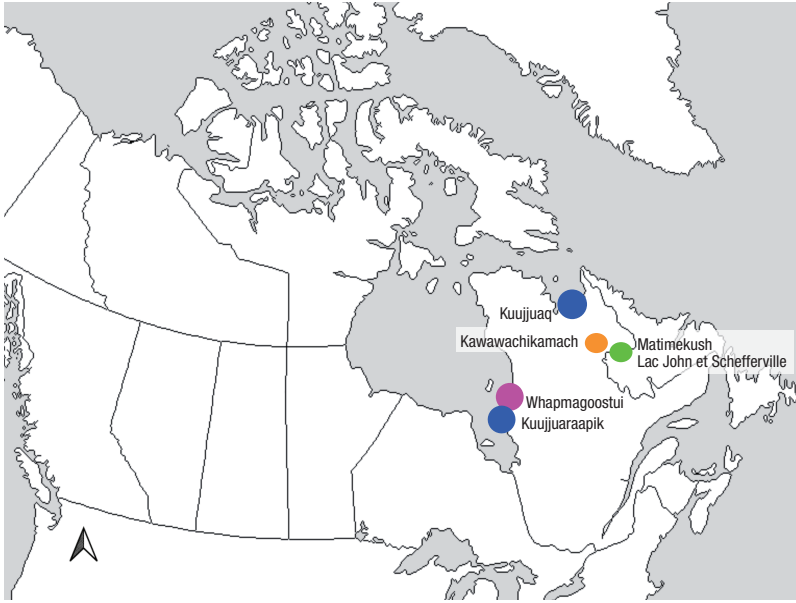 Kuujjuaq
Kawawachikamach
Matimekush
Lac John et Schefferville
Whapmagoostui
Kuujjuaraapik